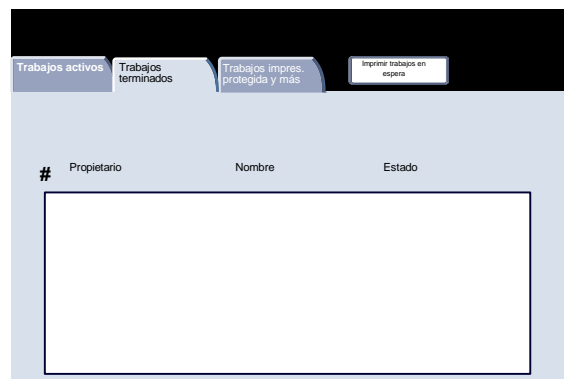 Trabajos activos
Trabajos
terminados
Trabajos impres.
protegida y más
Imprimir trabajos en
espera
# Propietario Nombre Estado